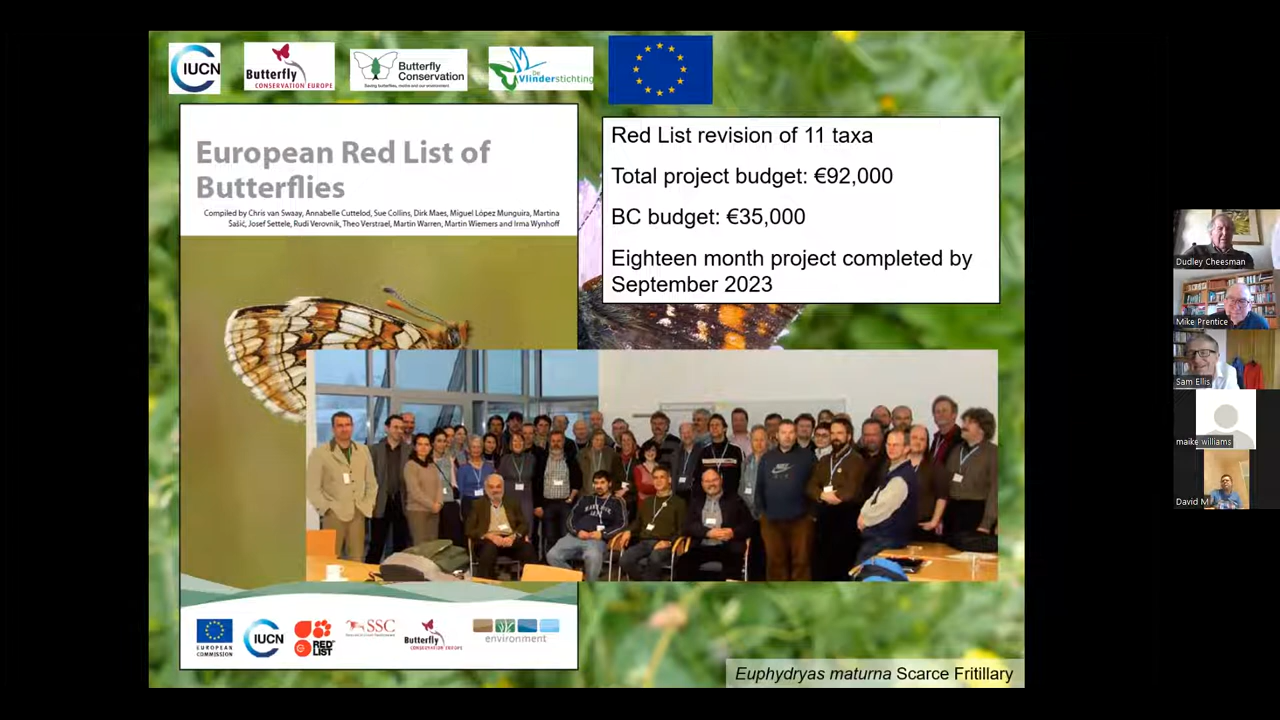 IUCN
Butterfly
CONSERVATION EUROPE
Butterfly
Conservation
Saving butterflies, moths and our environment
De
Vlinderstichting
European Red List of
Butterflies
Compiled by Chris van Swaay, Annabelle Cuttelod, Sue Collins, Dirk Maes, Miguel López Munguira, Martina
Šašić, Josef Settele, Rudi Verovnik, Theo Verstrael, Martin Warren, Martin Wiemers and Irma Wynhoff
Red List revision of 11 taxa
Total project budget: €92,000
BC budget: €35,000
Eighteen month project completed by
September 2023
EUROPEAN
COMMISSION
IUCN
RED
LIST
SSC
Butterfly
CONSERVATION EUROPE
environment
Euphydryas maturna Scarce Fritillary
Dudley Cheesman
Mike Prentice
Sam Ellis
maike williams
David M